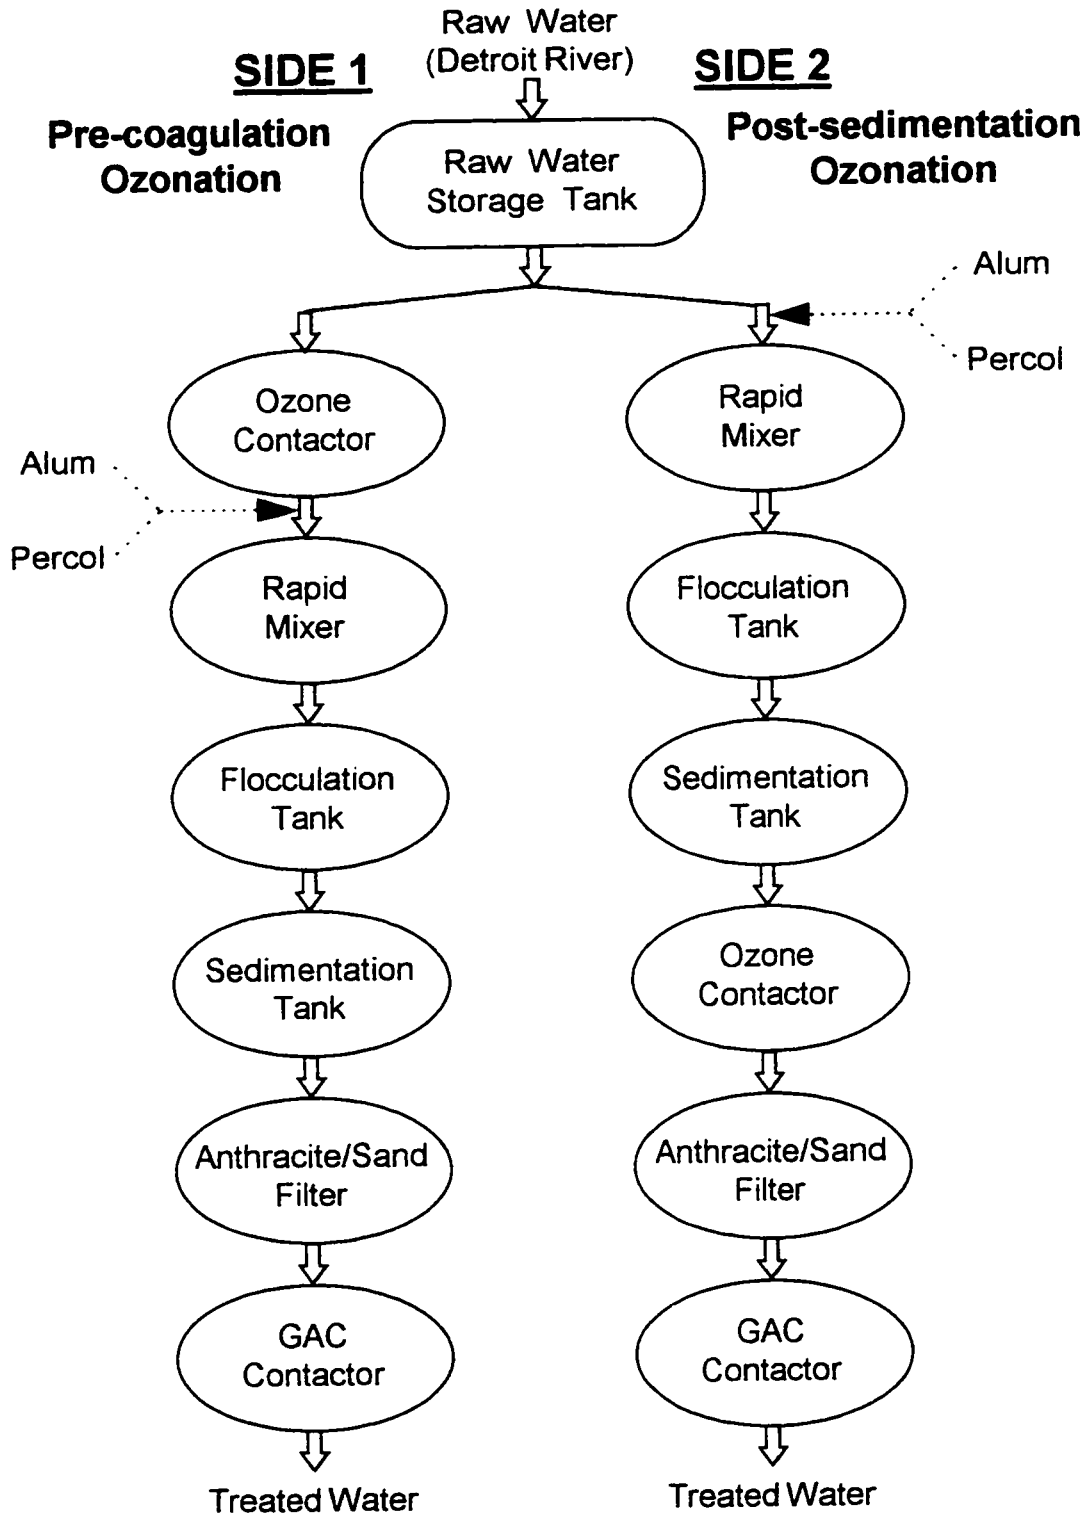 Raw Water
(Detroit River)
SIDE 1
SIDE 2
Pre-coagulation
Ozonation
Post-sedimentation
Ozonation
Raw Water
Storage Tank
Alum
Percol
Ozone
Contactor
Alum
Percol
Rapid
Mixer
Flocculation
Tank
Sedimentation
Tank
Anthracite/Sand
Filter
GAC
Contactor
Treated Water
Rapid
Mixer
Flocculation
Tank
Sedimentation
Tank
Ozone
Contactor
Anthracite/Sand
Filter
GAC
Contactor
Treated Water